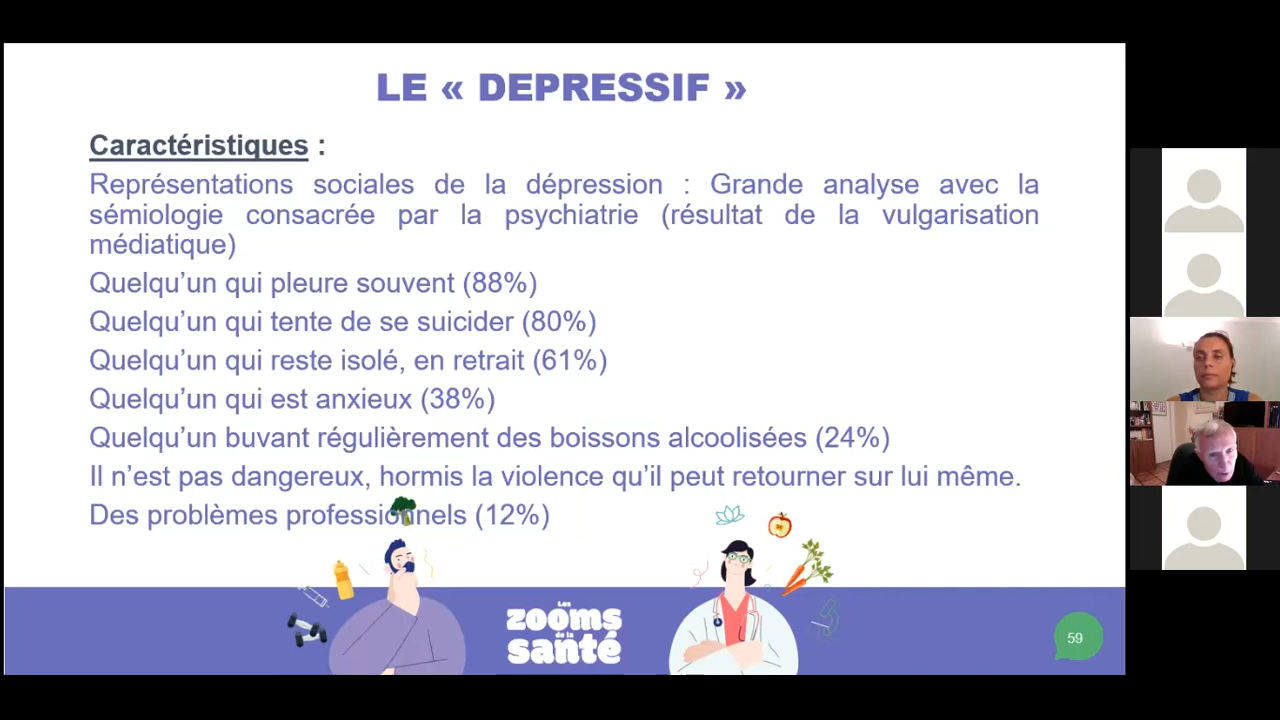 LE « DEPRESSIF »
Caractéristiques :
Représentations sociales de la dépression : Grande analyse avec la
sémiologie consacrée par la psychiatrie (résultat de la vulgarisation
médiatique)
Quelqu’un qui pleure souvent (88%)
Quelqu’un qui tente de se suicider (80%)
Quelqu’un qui reste isolé, en retrait (61%)
Quelqu’un qui est anxieux (38%)
Quelqu’un buvant régulièrement des boissons alcoolisées (24%)
Il n’est pas dangereux, hormis la violence qu’il peut retourner sur lui même.
Des problèmes professionnels (12%)
Les
zooms
de la
santé
59